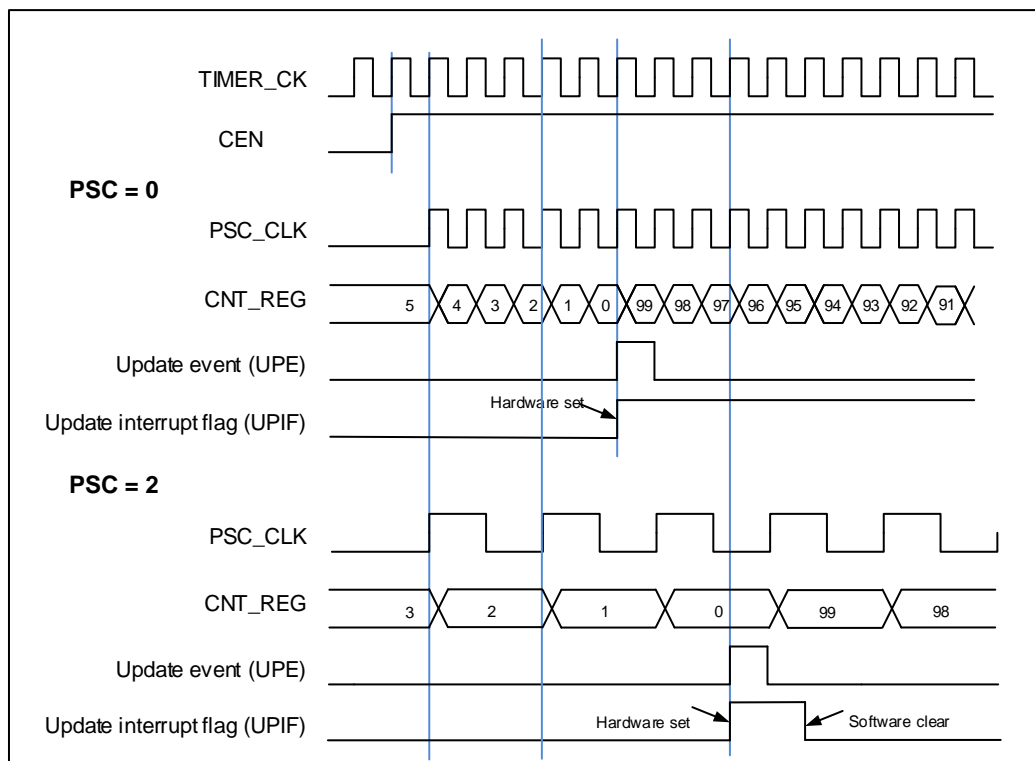 TIMER_CK
CEN
PSC = 0
PSC_CLK
CNT_REG 5 4 3 2 1 0 99 98 97 96 95 94 93 92 91
Update event (UPE)
Hardware set
Update interrupt flag (UPIF)
PSC = 2
PSC_CLK
CNT_REG 3 2 1 0 99 98
Update event (UPE)
Update interrupt flag (UPIF) Hardware set Software clear